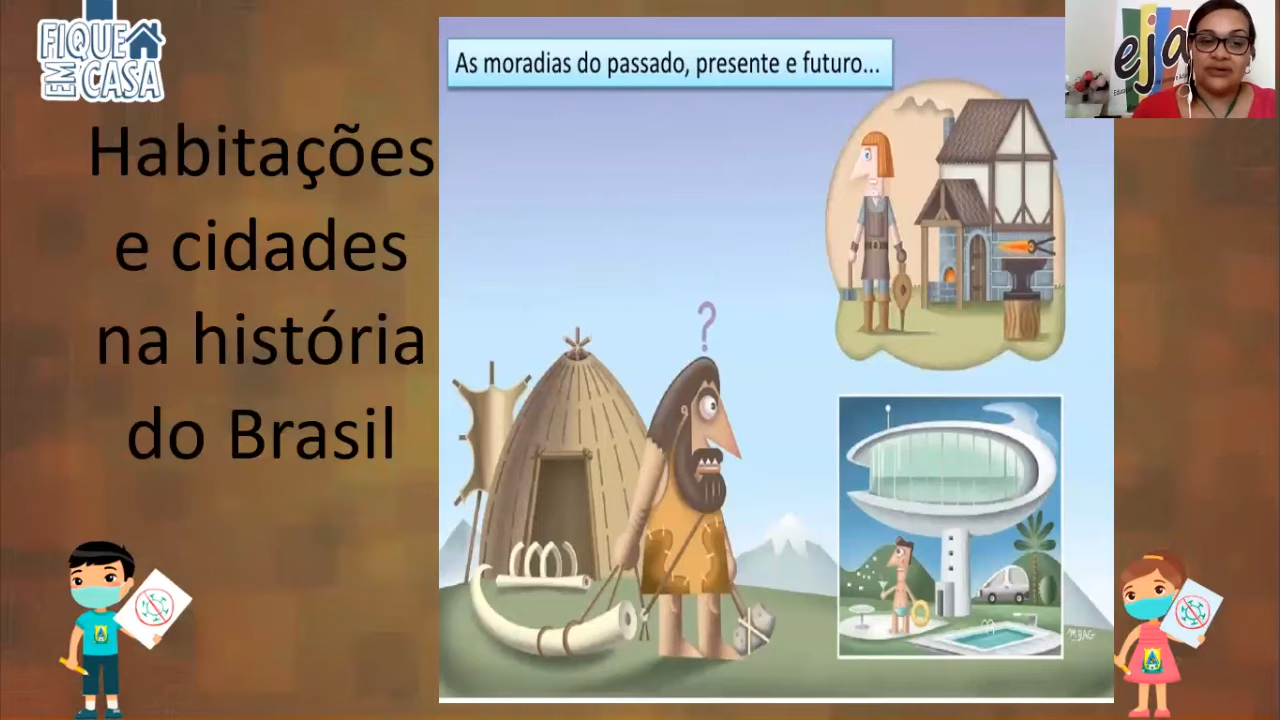 FIQUE
EM CASA
Habitações
e cidades
na história
do Brasil
As moradias do passado, presente e futuro...
?
eja